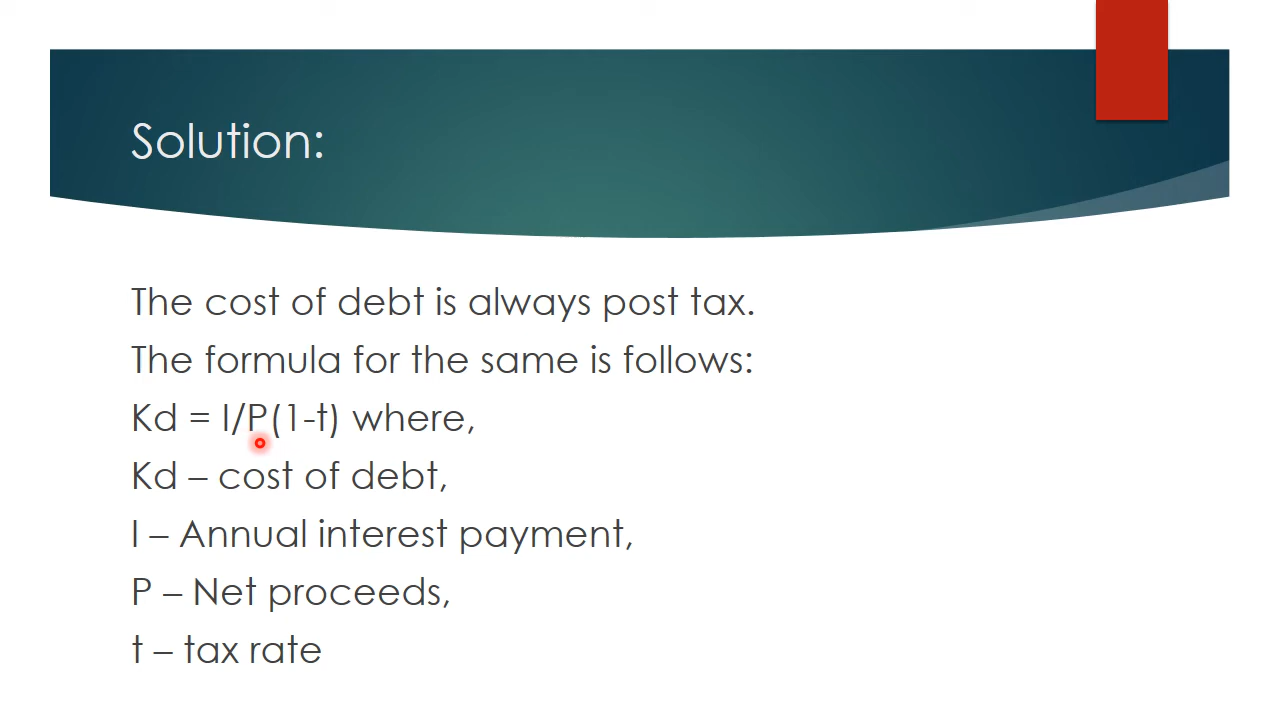 Solution:
The cost of debt is always post tax.
The formula for the same is follows:
Kd = I/P(1-t) where,
Kd – cost of debt,
I – Annual interest payment,
P – Net proceeds,
t – tax rate